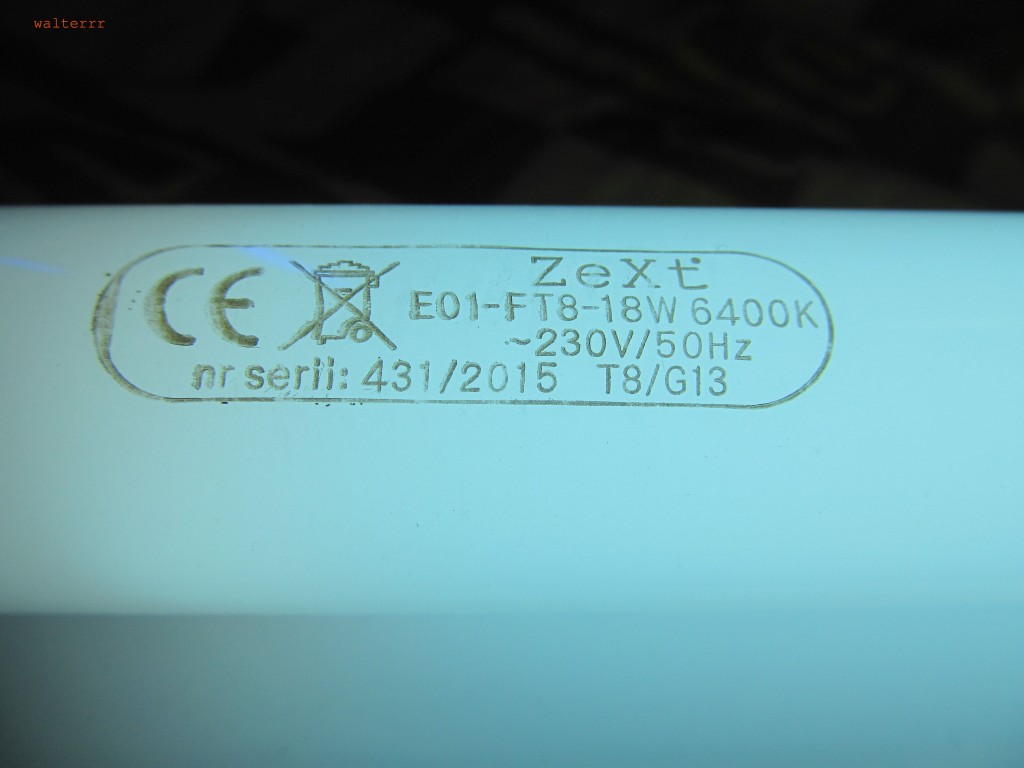 walterrr
CE
ZeXt
E01-FT8-18W 6400K
~230V/50Hz
nr serii: 431/2015 T8/G13